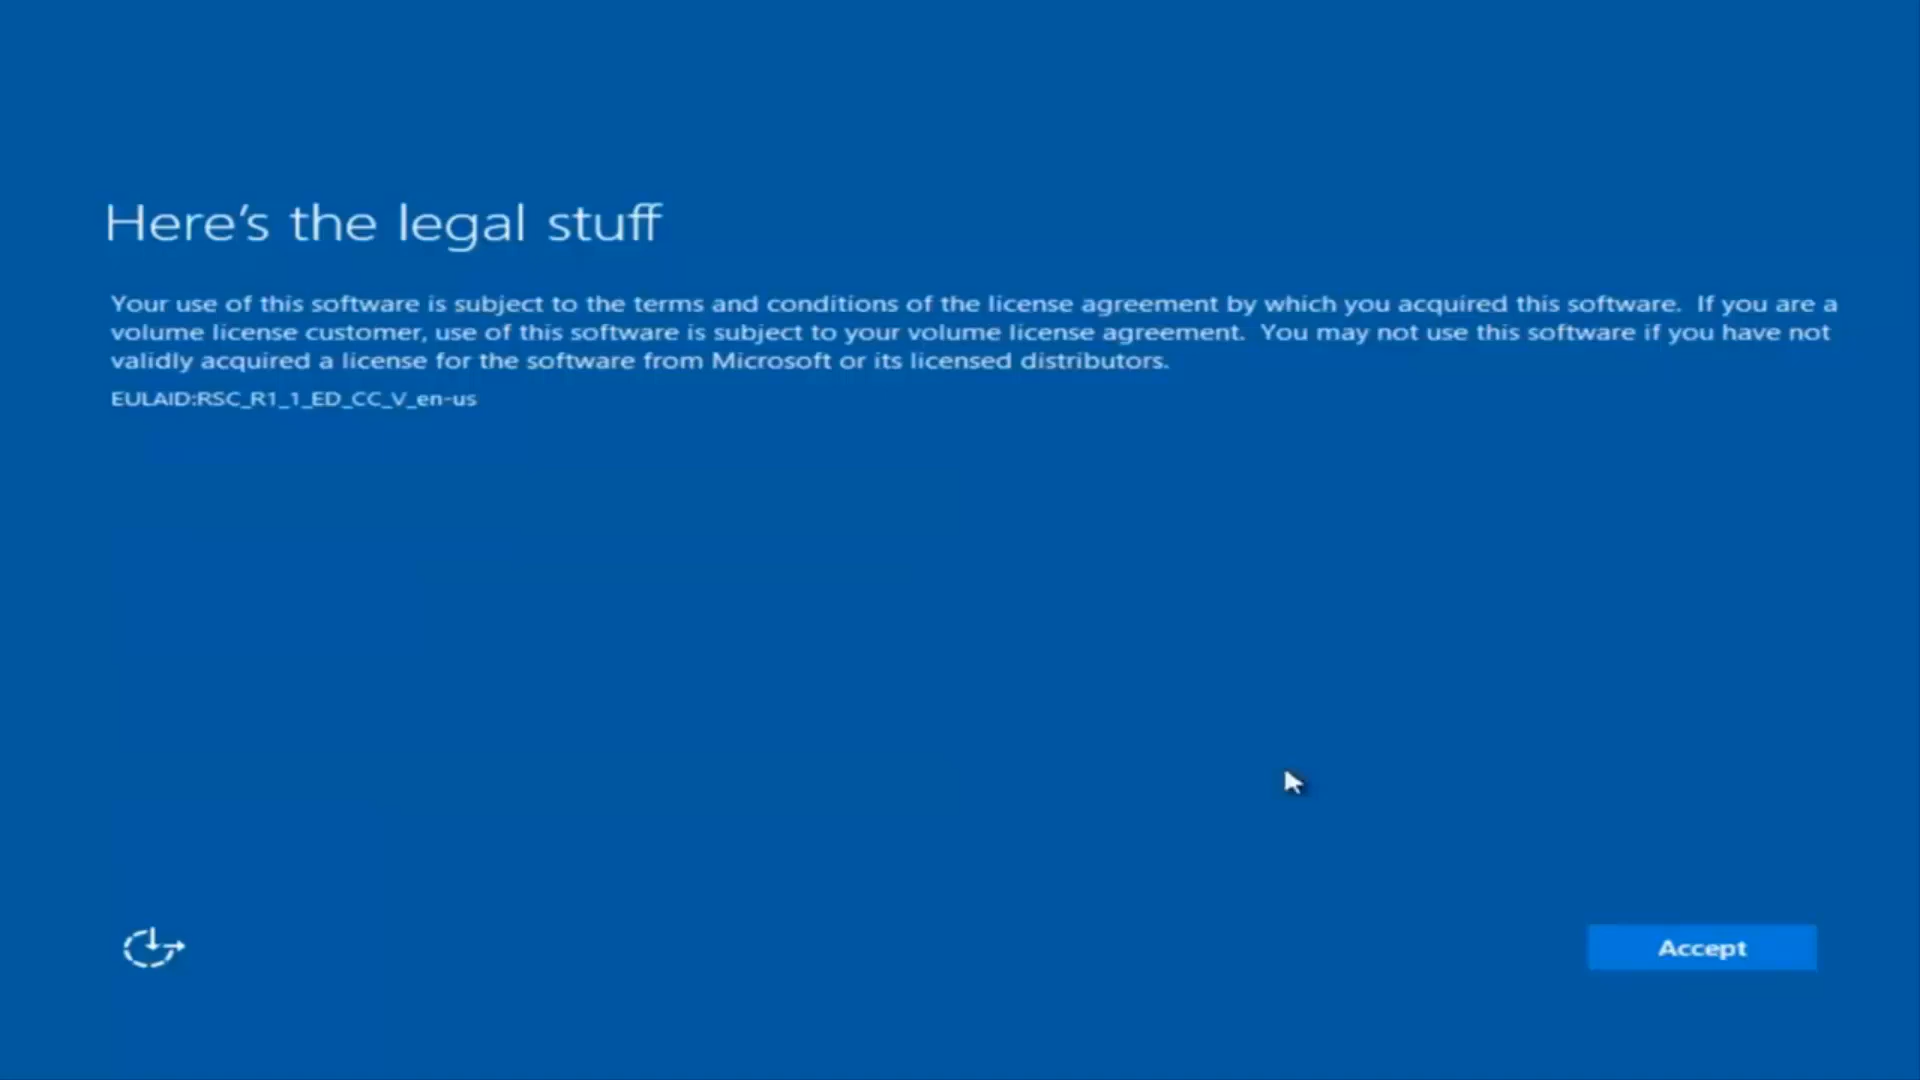 Here's the legal stuff
Your use of this software is subject to the terms and conditions of the license agreement by which you acquired this software.  If you are a
volume license customer, use of this software is subject to your volume license agreement.  You may not use this software if you have not
validly acquired a license for the software from Microsoft or its licensed distributors.
EULAID:RSC_R1_1_ED_CC_V_en-us
Accept